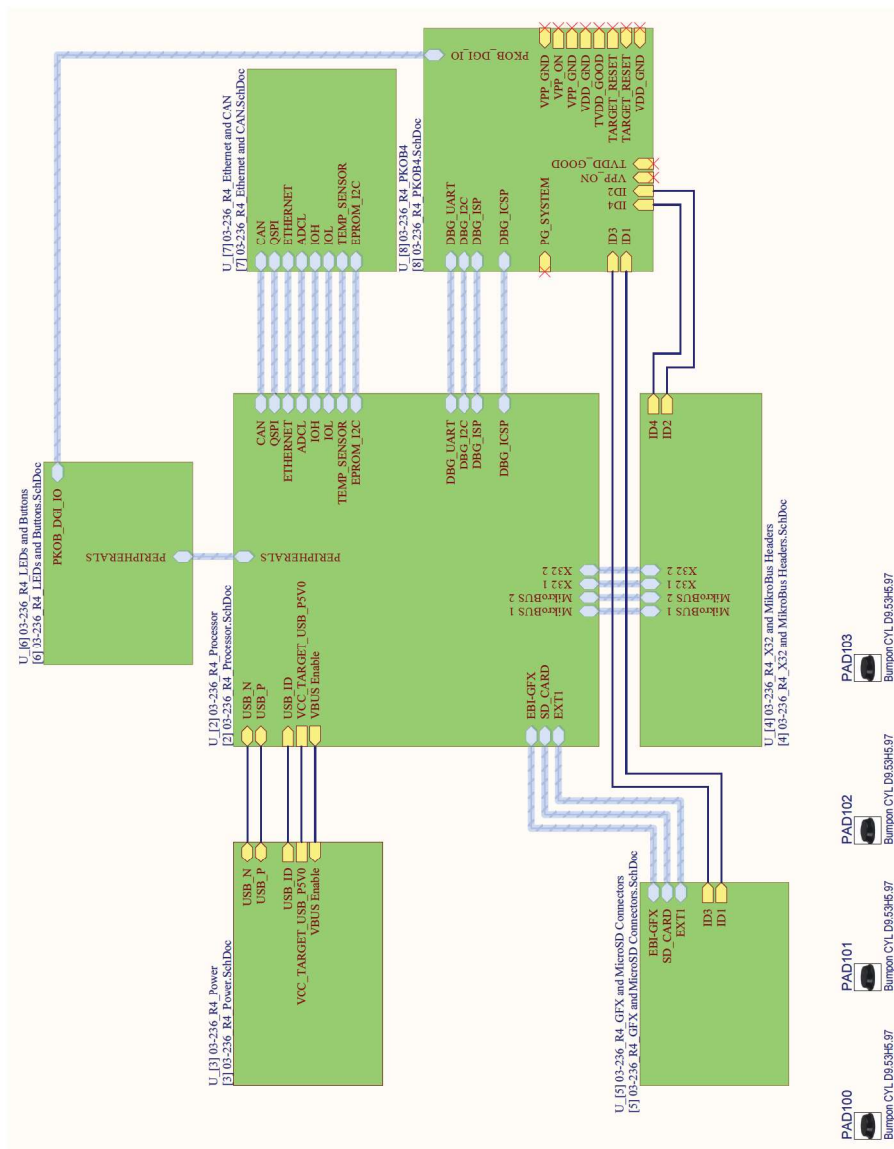 U_[3] 03-236_R4_Power
[3] 03-236_R4_Power.SchDoc
USB_N
USB_P
USB_ID
VCC_TARGET_USB_P5V0
VBUS Enable
U_[2] 03-236_R4_Processor
[2] 03-236_R4_Processor.SchDoc
USB_N
USB_P
USB_ID
VCC_TARGET_USB_P5V0
VBUS Enable
PERIPHERALS
CAN
QSPI
ETHERNET
ADCL
IOH
IOL
TEMP_SENSOR
EPROM_I2C
DBG_UART
DBG_I2C
DBG_ISP
DBG_ICSP
EBI-GFX
SD_CARD
EXT1
MikroBUS 1
MikroBUS 2
X32 1
X32 2
U_[6] 03-236_R4_LEDs and Buttons
[6] 03-236_R4_LEDs and Buttons.SchDoc
PKOB_DGI_IO
PERIPHERALS
U_[7] 03-236_R4_Ethernet and CAN
[7] 03-236_R4_Ethernet and CAN.SchDoc
CAN
QSPI
ETHERNET
ADCL
IOH
IOL
TEMP_SENSOR
EPROM_I2C
U_[8] 03-236_R4_PKOB4
[8] 03-236_R4_PKOB4.SchDoc
PKOB_DGI_IO
DBG_UART
DBG_I2C
DBG_ISP
DBG_ICSP
PG_SYSTEM
ID3
ID1
VPP_GND
VPP_ON
VPP_GND
VDD_GND
TVDD_GOOD
TARGET_RESET
TARGET_RESET
VDD_GND
TVDD_GOOD
VPP_ON
ID2
ID4
U_[5] 03-236_R4_GFX and MicroSD Connectors
[5] 03-236_R4_GFX and MicroSD Connectors.SchDoc
EBI-GFX
SD_CARD
EXT1
ID3
ID1
MikroBUS 1
MikroBUS 2
X32 1
X32 2
ID4
ID2
U_[4] 03-236_R4_X32 and MikroBus Headers
[4] 03-236_R4_X32 and MikroBus Headers.SchDoc
PAD100
Bumpon CYL D9.53H5.97
PAD101
Bumpon CYL D9.53H5.97
PAD102
Bumpon CYL D9.53H5.97
PAD103
Bumpon CYL D9.53H5.97